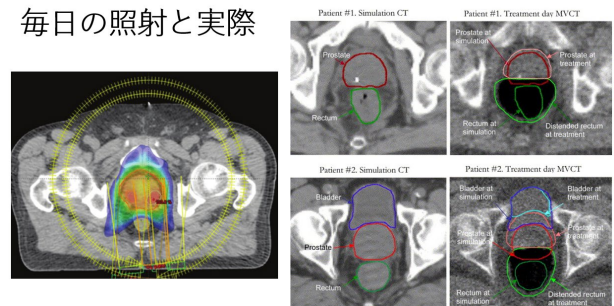 毎日の照射と実際
Patient #1. Simulation CT
Patient #1. Treatment day MVCT
Prostate
Rectum
Prostate at
simulation
Prostate at
treatment
Rectum at
simulation
Distended rectum
at treatment
Patient #2. Simulation CT
Patient #2. Treatment day MVCT
Bladder
Prostate
Rectum
Bladder at
simulation
Bladder at
treatment
Prostate at
simulation
Prostate at
treatment
Rectum at
simulation
Distended rectum
at treatment